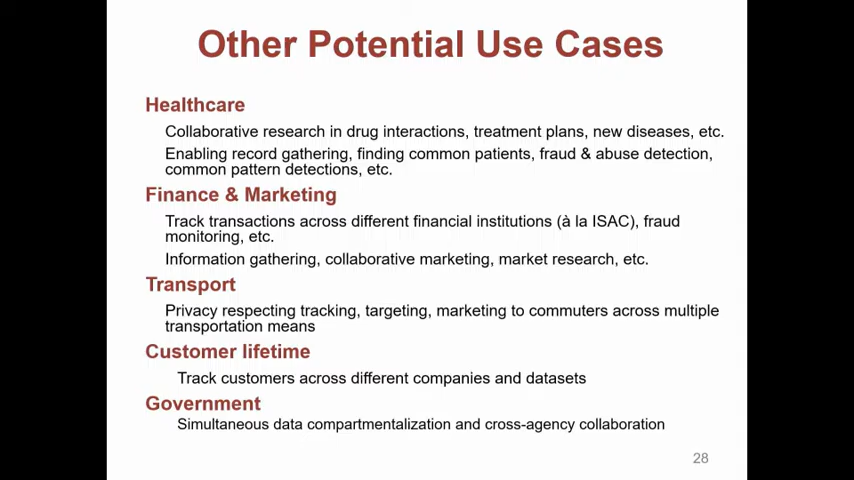 Other Potential Use Cases
Healthcare
Collaborative research in drug interactions, treatment plans, new diseases, etc.
Enabling record gathering, finding common patients, fraud & abuse detection,
common pattern detections, etc.
Finance & Marketing
Track transactions across different financial institutions (à la ISAC), fraud
monitoring, etc.
Information gathering, collaborative marketing, market research, etc.
Transport
Privacy respecting tracking, targeting, marketing to commuters across multiple
transportation means
Customer lifetime
Track customers across different companies and datasets
Government
Simultaneous data compartmentalization and cross-agency collaboration
28